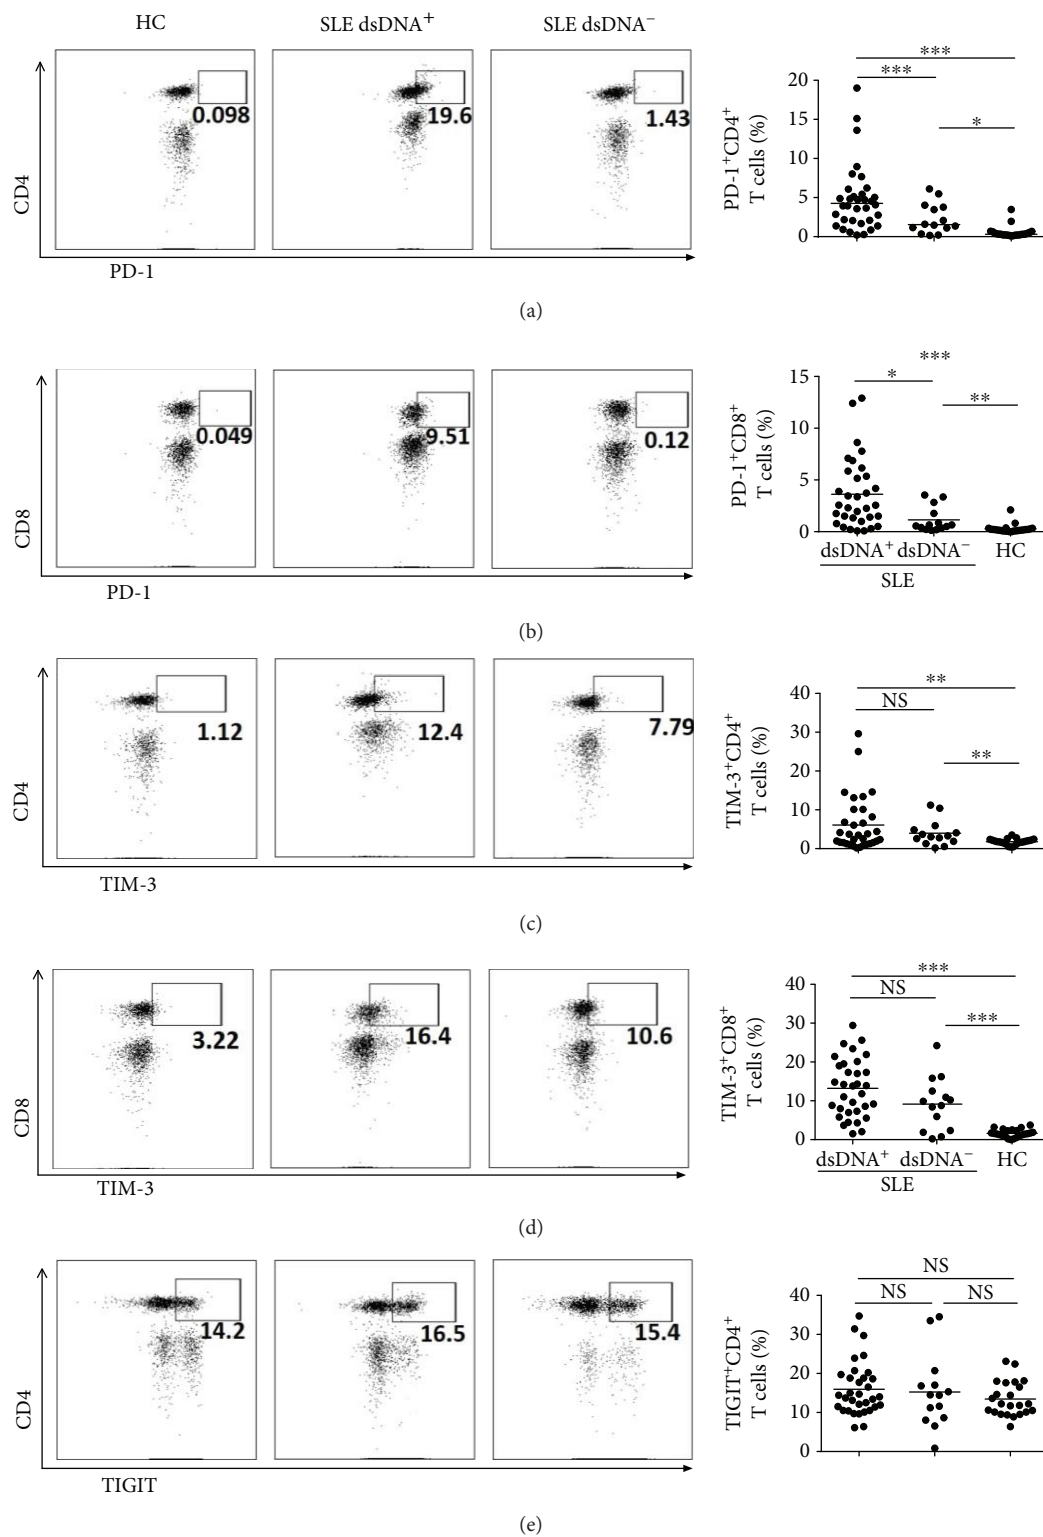 HC SLE dsDNA⁺ SLE dsDNA⁻
CD4
0.098
19.6
1.43
PD-1
PD-1⁺CD4⁺
T cells (%)
***
***
*
20
15
10
5
0
(a)
CD8
0.049
9.51
0.12
PD-1
PD-1⁺CD8⁺
T cells (%)
***
*
**
15
10
5
0
dsDNA⁺ dsDNA⁻ HC
SLE
(b)
CD4
1.12
12.4
7.79
TIM-3
TIM-3⁺CD4⁺
T cells (%)
**
NS
**
40
30
20
10
0
(c)
CD8
3.22
16.4
10.6
TIM-3
TIM-3⁺CD8⁺
T cells (%)
***
NS
***
40
30
20
10
0
dsDNA⁺ dsDNA⁻ HC
SLE
(d)
CD4
14.2
16.5
15.4
TIGIT
TIGIT⁺CD4⁺
T cells (%)
NS
NS NS
40
30
20
10
0
(e)